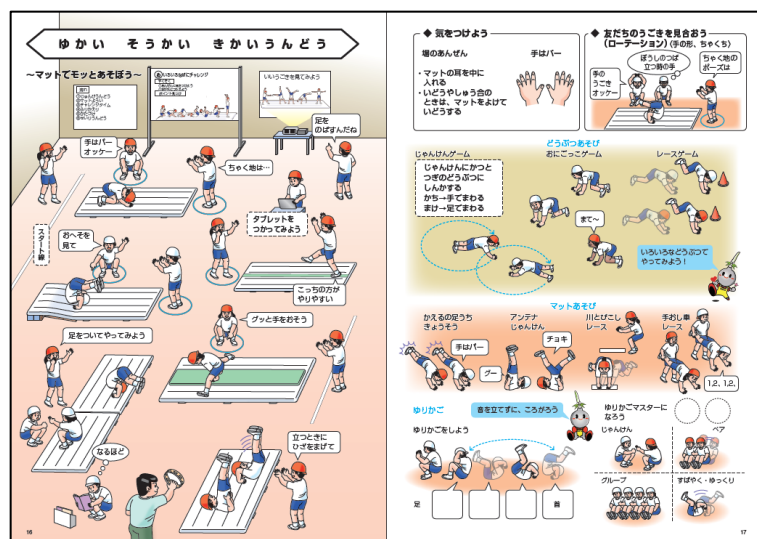 ゆかい そうかい きかいうんどう
～マットでモッとあそぼう～
いいうごきを見てみよう
足を
のばすんだね
手はパー
オッケー
ちゃく地は…
タブレットを
つかってみよう
スタート線
おへそを
見て
こっちの方が
やりやすい
グッと手をおそう
足をついてやってみよう
立つときに
ひざをまげて
なるほど
16
◆ 気をつけよう
場のあんぜん
手はパー
・マットの耳を中に
入れる
・いどうやしゅう合の
ときは、マットをよけて
いどうする
◆ 友だちのうごきを見合おう
(ローテーション)(手の形、ちゃくち)
ぼうしのつば
立つ時の手
ちゃく地の
ポーズは
手の
うごき
オッケー
どうぶつあそび
じゃんけんゲーム
おにごっこゲーム
レースゲーム
じゃんけんにかつと
つぎのどうぶつに
しんかする
かち→手でまわる
まけ→足でまわる
まて～
いろいろなどうぶつで
やってみよう！
マットあそび
かえるの足うち
きょうそう
アンテナ
じゃんけん
川とびこし
レース
手おし車
レース
手はパー
チョキ
グー
1,2、1,2、
ゆりかご
音を立てずに、ころがろう
ゆりかごマスターに
なろう
ゆりかごをしよう
じゃんけん
ペア
グループ
すばやく・ゆっくり
足
首
17